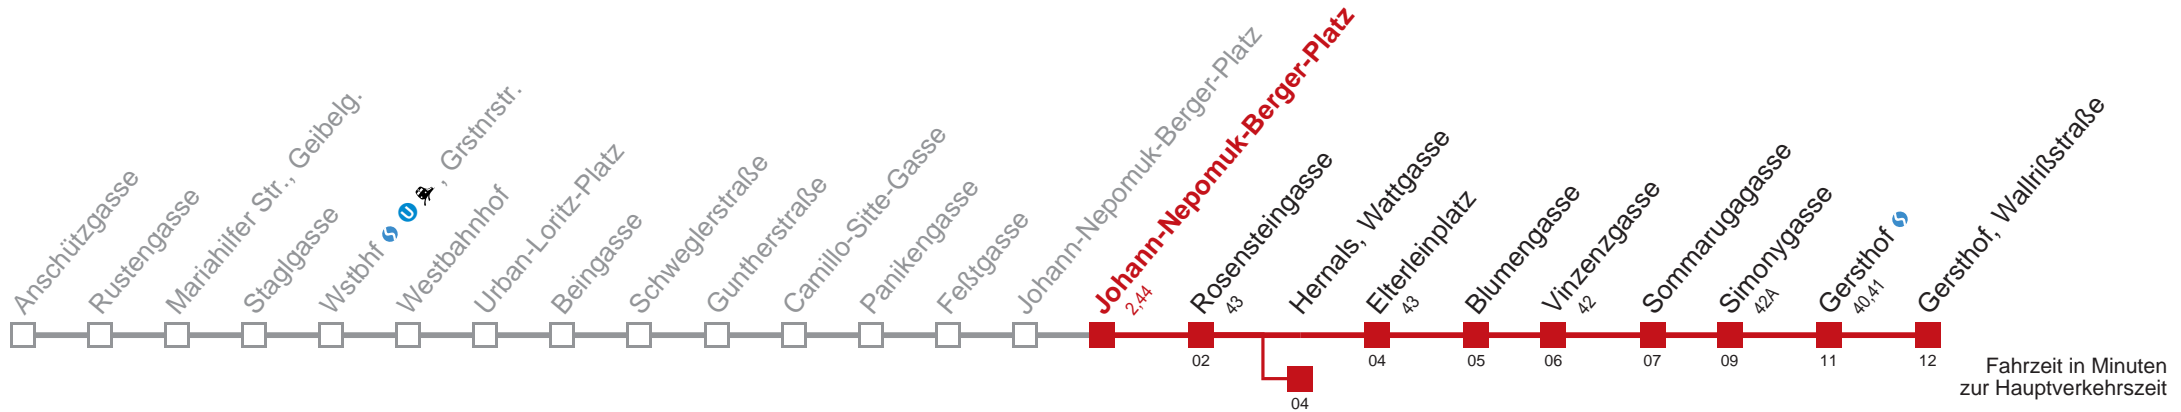 Anschützgasse
Rustengasse
Mariahilfer Str., Geibelg.
Staglgasse
Wstbhf S U , Grstnrstr.
Westbahnhof
Urban-Loritz-Platz
Beingasse
Schweglerstraße
Guntherstraße
Camillo-Sitte-Gasse
Panikengasse
Feßtgasse
Johann-Nepomuk-Berger-Platz
Johann-Nepomuk-Berger-Platz
2,44
Rosensteingasse
43
02
Hernals, Wattgasse
04
Elterleinplatz
43
04
Blumengasse
05
Vinzenzgasse
42
06
Sommarugagasse
07
Simonygasse
42A
09
Gersthof S
40,41
11
Gersthof, Wallrißstraße
12
Fahrzeit in Minuten
zur Hauptverkehrszeit